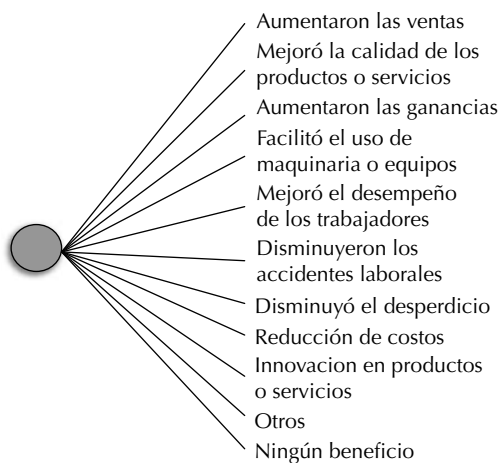 Aumentaron las ventas
Mejoró la calidad de los
productos o servicios
Aumentaron las ganancias
Facilitó el uso de
maquinaria o equipos
Mejoró el desempeño
de los trabajadores
Disminuyeron los
accidentes laborales
Disminuyó el desperdicio
Reducción de costos
Innovacion en productos
o servicios
Otros
Ningún beneficio